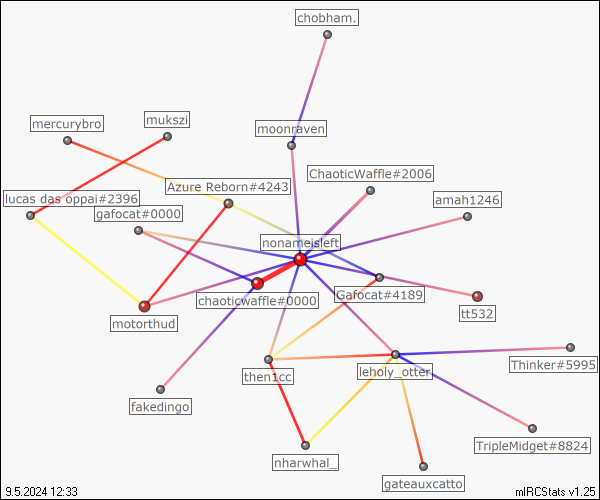 chobham.
mukszi
mercurybro
moonraven
ChaoticWaffle#2006
Azure Reborn#4243
lucas das oppai#2396
amah1246
gafocat#0000
nonameisleft
Gafocat#4189
chaoticwaffle#0000
tt532
motorthud
Thinker#5995
leholy_otter
then1cc
fakedingo
TripleMidget#8824
nharwhal_
gateauxcatto
9.5.2024 12:33
mIRCStats v1.25